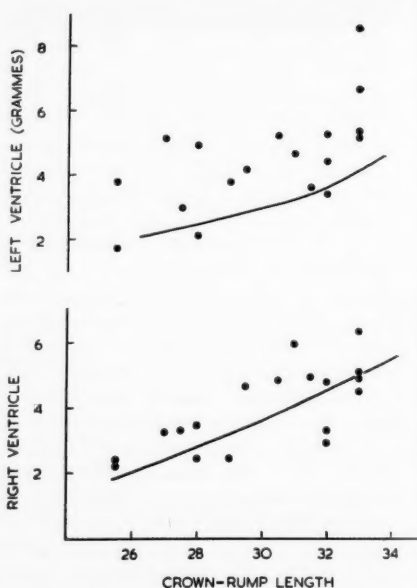 LEFT VENTRICLE (GRAMMES)
8
6
4
2
RIGHT VENTRICLE
6
4
2
26 28 30 32 34
CROWN-RUMP LENGTH